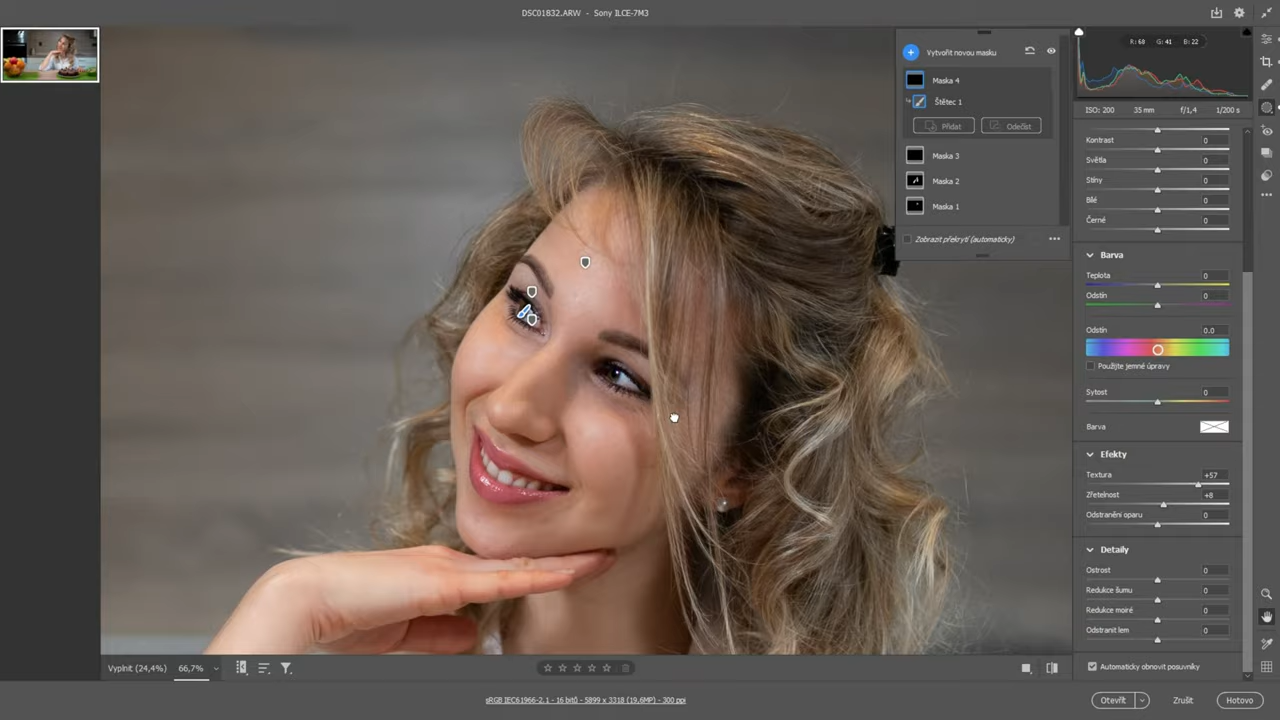 DSC01832.ARW - Sony ILCE-7M3
Vytvořit novou masku
Maska 4
Štětec 1
Přidat
Odečíst
Maska 3
Maska 2
Maska 1
Zobrazit překrytí (automaticky)
R: 68 G: 41 B: 22
ISO: 200 35 mm f/1,4 1/200 s
Kontrast 0
Světla 0
Stíny 0
Bílé 0
Černé 0
Barva
Teplota 0
Odstín 0
Odstín 0.0
Použijte jemné úpravy
Sytost 0
Barva
Efekty
Textura +57
Zřetelnost +8
Odstranění oparu 0
Detaily
Ostrost 0
Redukce šumu 0
Redukce moiré 0
Odstranit lem 0
Automaticky obnovit posuvníky
Vyplnit (24,4%) 66,7%
sRGB IEC61966-2.1 - 16 bitů - 5899 x 3318 (19,6MP) - 300 ppi
Otevřít
Zrušit
Hotovo